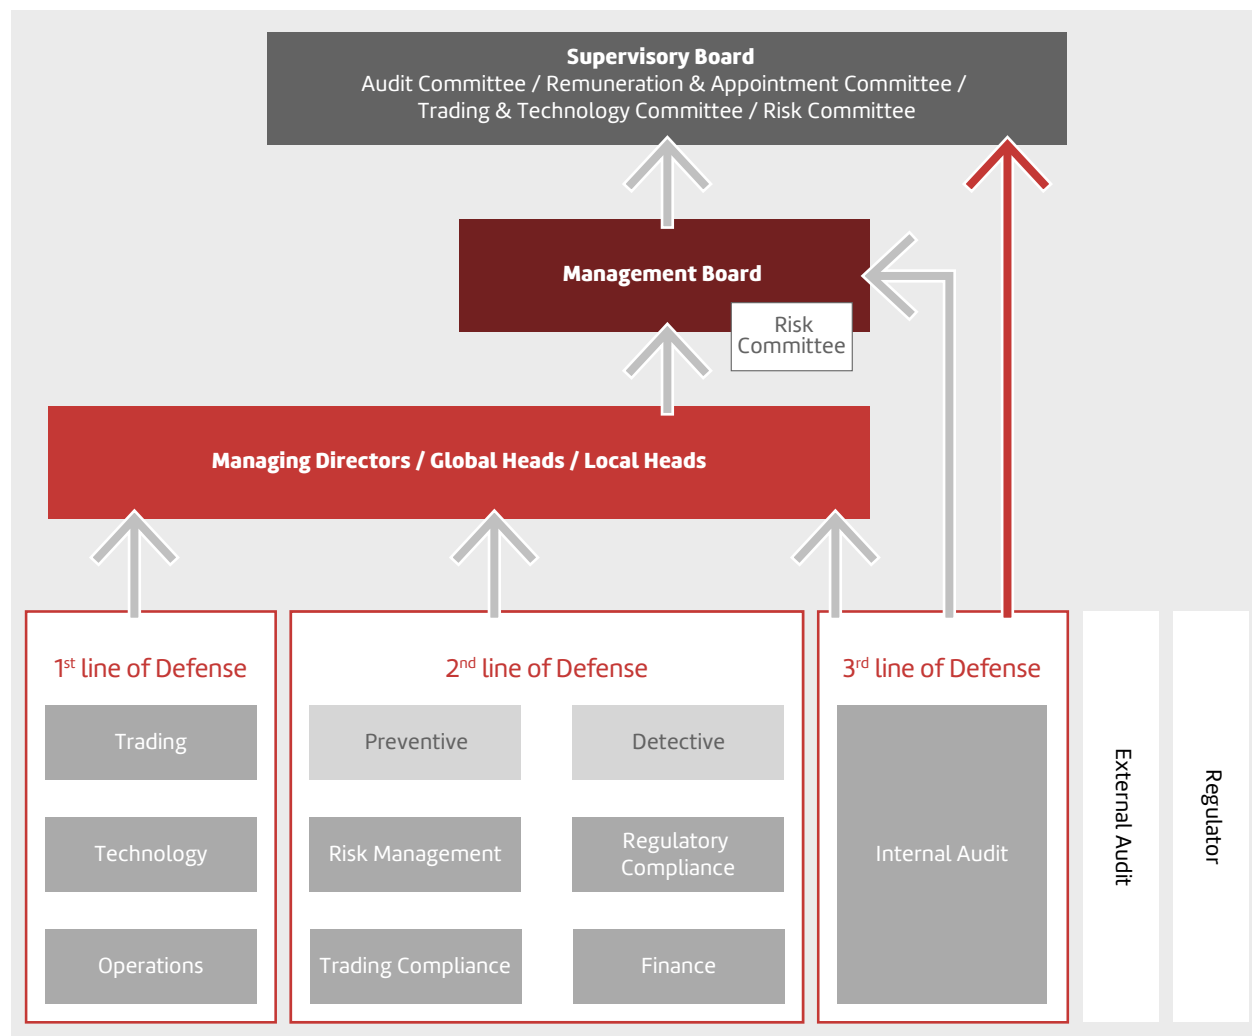 Supervisory Board
Audit Committee / Remuneration & Appointment Committee /
Trading & Technology Committee / Risk Committee
Management Board
Risk
Committee
Managing Directors / Global Heads / Local Heads
1st line of Defense
Trading
Technology
Operations
2nd line of Defense
Preventive
Detective
Risk Management
Regulatory
Compliance
Trading Compliance
Finance
3rd line of Defense
Internal Audit
External Audit
Regulator